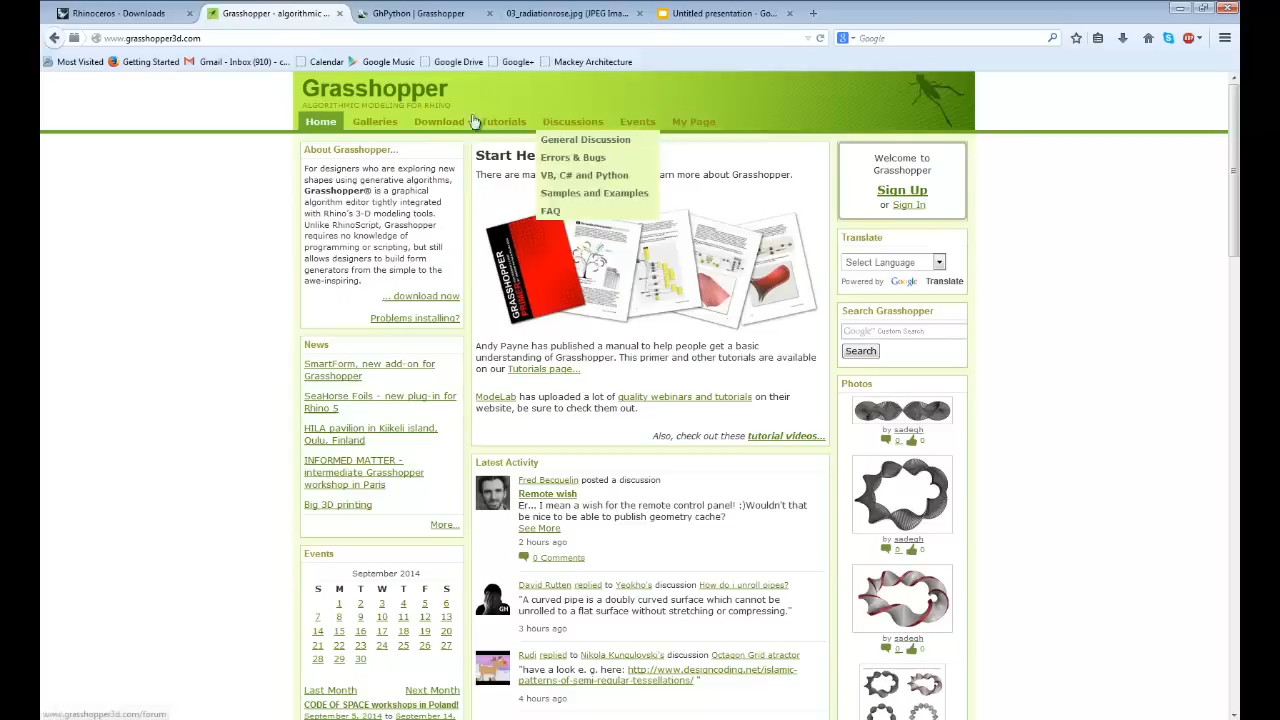 Rhinoceros - Downloads
Grasshopper - algorithmic ...
GhPython | Grasshopper
03_radiationrose.jpg (JPEG Ima...
Untitled presentation - Go...
www.grasshopper3d.com
Google
Most Visited
Getting Started
Gmail - Inbox (910) - c...
Calendar
Google Music
Google Drive
Google+
Mackey Architecture
Grasshopper
ALGORITHMIC MODELING FOR RHINO
Home Galleries Download Tutorials Discussions Events My Page
General Discussion
Errors & Bugs
VB, C# and Python
Samples and Examples
FAQ
About Grasshopper...
For designers who are exploring new
shapes using generative algorithms,
Grasshopper® is a graphical
algorithm editor tightly integrated
with Rhino's 3-D modeling tools.
Unlike RhinoScript, Grasshopper
requires no knowledge of
programming or scripting, but still
allows designers to build form
generators from the simple to the
awe-inspiring.
... download now
Problems installing?
News
SmartForm, new add-on for
Grasshopper
SeaHorse Foils - new plug-in for
Rhino 5
HILA pavilion in Kiikeli island,
Oulu, Finland
INFORMED MATTER -
intermediate Grasshopper
workshop in Paris
Big 3D printing
More...
Events
September 2014
S M T W T F S
1 2 3 4 5 6
7 8 9 10 11 12 13
14 15 16 17 18 19 20
21 22 23 24 25 26 27
28 29 30
Last Month Next Month
CODE OF SPACE workshops in Poland!
September 5, 2014 to September 14,
Start He
There are ma
arn more about Grasshopper.
GRASSHOPPER PRIMER
Andy Payne has published a manual to help people get a basic
understanding of Grasshopper. This primer and other tutorials are available
on our Tutorials page...
ModeLab has uploaded a lot of quality webinars and tutorials on their
website, be sure to check them out.
Also, check out these tutorial videos...
Latest Activity
Fred Becquelin posted a discussion
Remote wish
Er... I mean a wish for the remote control panel! :)Wouldn't that
be nice to be able to publish geometry cache?
See More
2 hours ago
0 Comments
David Rutten replied to Yeokho's discussion How do i unroll pipes?
"A curved pipe is a doubly curved surface which cannot be
unrolled to a flat surface without stretching or compressing."
GH
3 hours ago
Rudi replied to Nikola Kungulovski's discussion Octagon Grid atractor
"have a look e. g. here: http://www.designcoding.net/islamic-
patterns-of-semi-regular-tessellations/ "
4 hours ago
Welcome to
Grasshopper
Sign Up
or Sign In
Translate
Select Language
Powered by Google Translate
Search Grasshopper
Google™ Custom Search
Search
Photos
by sadegh
0 0
by sadegh
0 0
by sadegh
0 0
www.grasshopper3d.com/forum